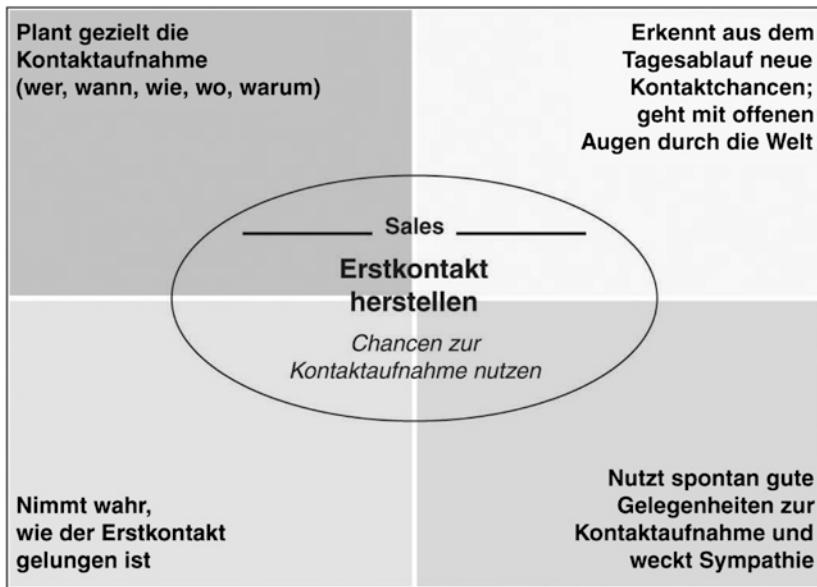 Plant gezielt die
Kontaktaufnahme
(wer, wann, wie, wo, warum)
Erkennt aus dem
Tagesablauf neue
Kontaktchancen;
geht mit offenen
Augen durch die Welt
Sales
Erstkontakt
herstellen
Chancen zur
Kontaktaufnahme nutzen
Nimmt wahr,
wie der Erstkontakt
gelungen ist
Nutzt spontan gute
Gelegenheiten zur
Kontaktaufnahme und
weckt Sympathie